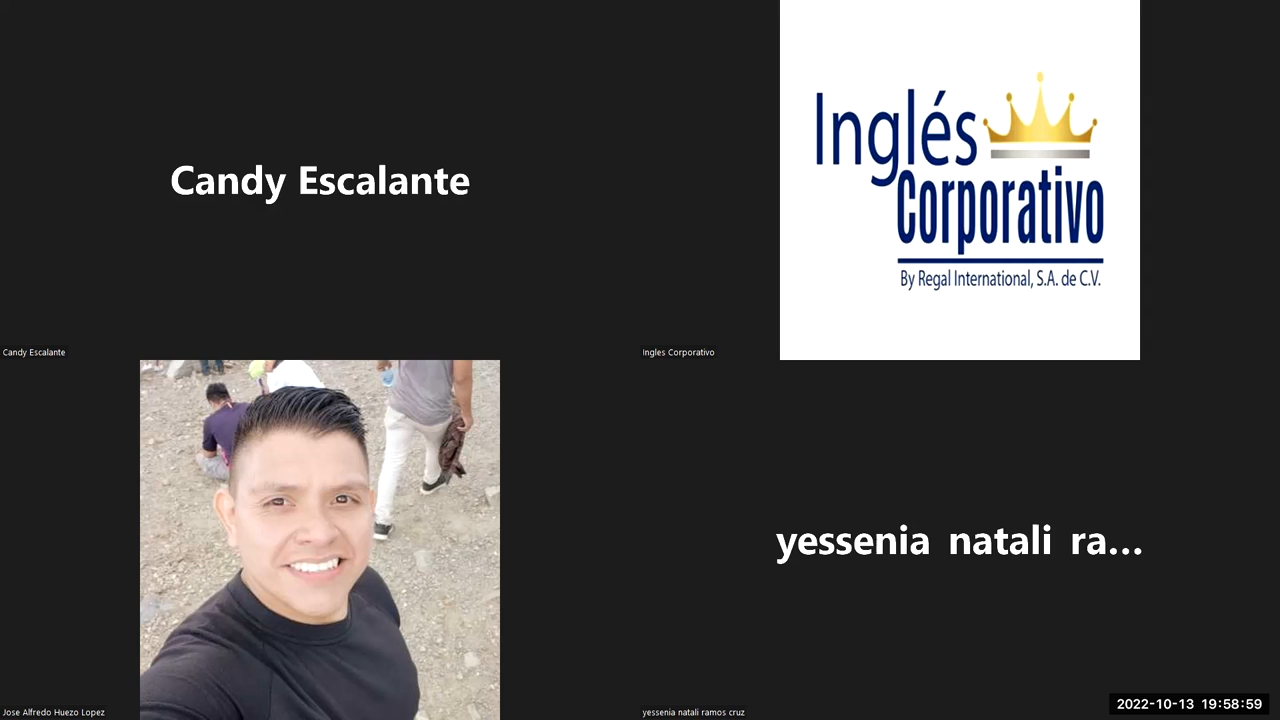 Candy Escalante
Inglés
Corporativo
By Regal International, S.A. de C.V.
Candy Escalante
Ingles Corporativo
yessenia natali ra...
Jose Alfredo Huezo Lopez
yessenia natali ramos cruz
2022-10-13 19:58:59